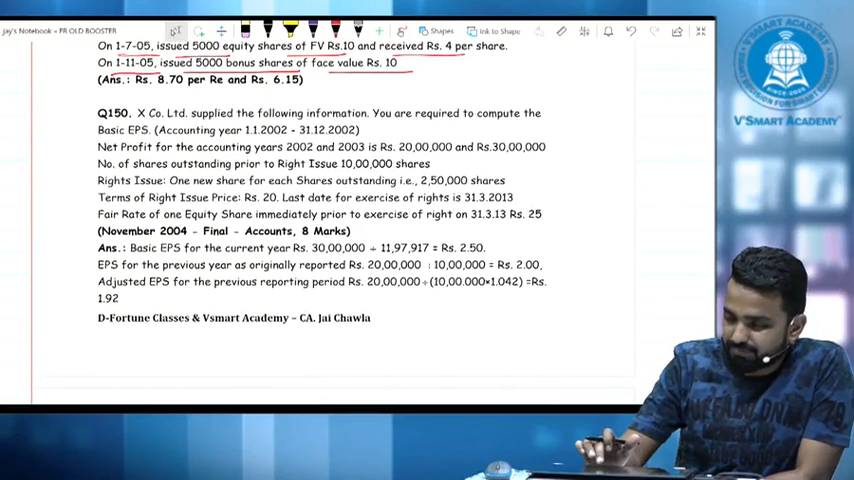 Jay's Notebook » FR OLD BOOSTER
Shapes
Ink to Shape
On 1-7-05, issued 5000 equity shares of FV Rs.10 and received Rs. 4 per share.
On 1-11-05, issued 5000 bonus shares of face value Rs. 10
(Ans.: Rs. 8.70 per Re and Rs. 6.15)
Q150. X Co. Ltd. supplied the following information. You are required to compute the
Basic EPS. (Accounting year 1.1.2002 - 31.12.2002)
Net Profit for the accounting years 2002 and 2003 is Rs. 20,00,000 and Rs.30,00,000
No. of shares outstanding prior to Right Issue 10,00,000 shares
Rights Issue: One new share for each Shares outstanding i.e., 2,50,000 shares
Terms of Right Issue Price: Rs. 20. Last date for exercise of rights is 31.3.2013
Fair Rate of one Equity Share immediately prior to exercise of right on 31.3.13 Rs. 25
(November 2004 – Final – Accounts, 8 Marks)
Ans.: Basic EPS for the current year Rs. 30,00,000 ÷ 11,97,917 = Rs. 2.50.
EPS for the previous year as originally reported Rs. 20,00,000 : 10,00,000 = Rs. 2.00,
Adjusted EPS for the previous reporting period Rs. 20,00,000÷(10,00.000×1.042) =Rs.
1.92
D-Fortune Classes & Vsmart Academy – CA. Jai Chawla
V'SMART ACADEMY
SINCE-2008
V'SMART ACADEMY
79